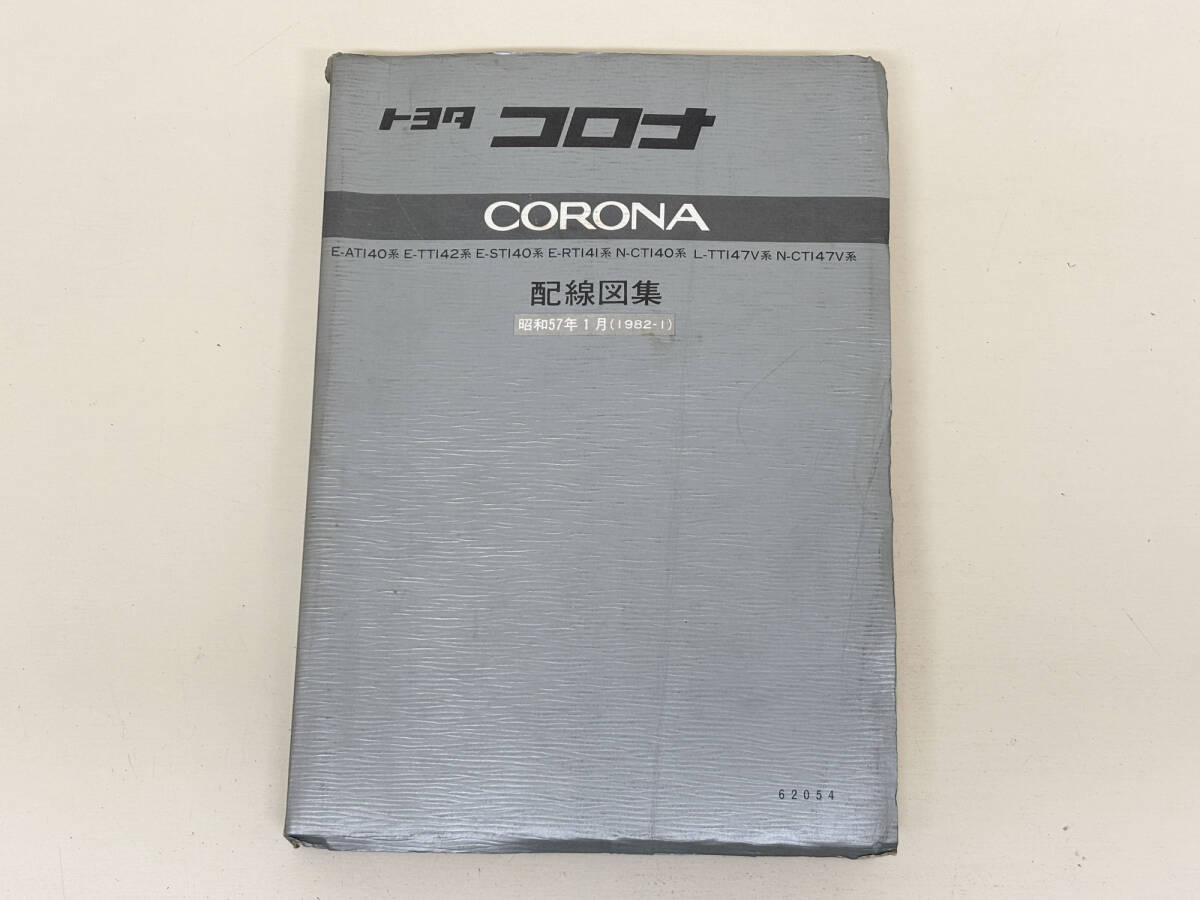 トヨタ コロナ
CORONA
E-AT140系 E-TT142系 E-ST140系 E-RT141系 N-CT140系 L-TT147V系 N-CT147V系
配線図集
昭和57年1月(1982-1)
62054